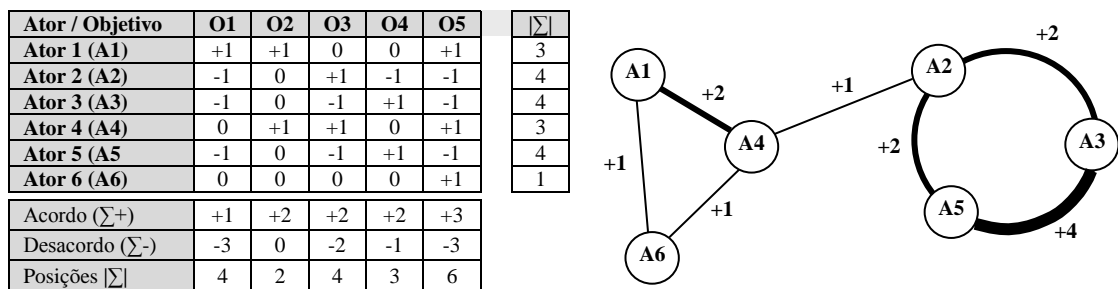 Ator / Objetivo O1 O2 O3 O4 O5 |∑|
Ator 1 (A1) +1 +1 0 0 +1 3
Ator 2 (A2) -1 0 +1 -1 -1 4
Ator 3 (A3) -1 0 -1 +1 -1 4
Ator 4 (A4) 0 +1 +1 0 +1 3
Ator 5 (A5 -1 0 -1 +1 -1 4
Ator 6 (A6) 0 0 0 0 +1 1
Acordo (∑+) +1 +2 +2 +2 +3
Desacordo (∑-) -3 0 -2 -1 -3
Posições |∑| 4 2 4 3 6
+2
A1
A2
+2
+1
A4
A3
+1
+2
+1
A5
+4
A6